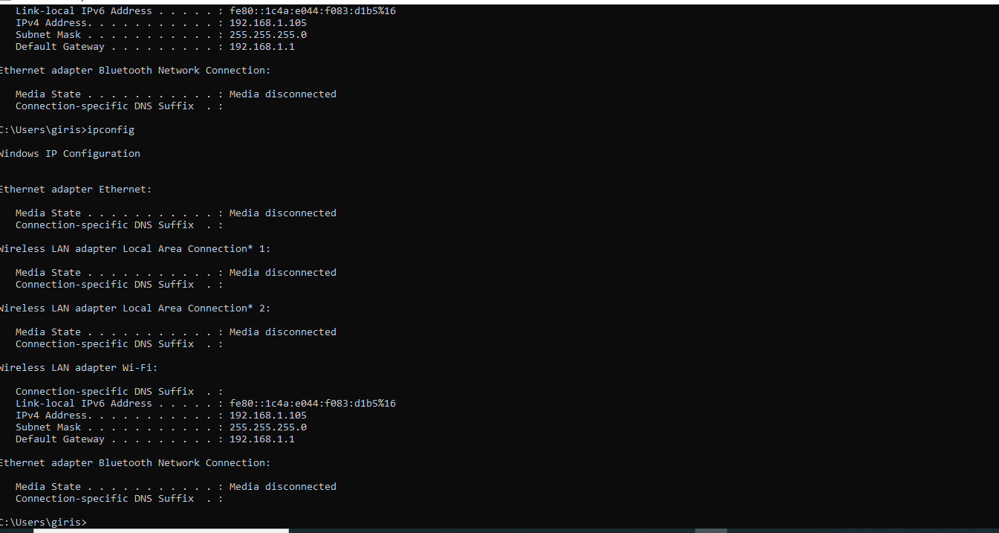 Link-local IPv6 Address . . . . . : fe80::1c4a:e044:f083:d1b5%16
IPv4 Address. . . . . . . . . . . : 192.168.1.105
Subnet Mask . . . . . . . . . . . : 255.255.255.0
Default Gateway . . . . . . . . . : 192.168.1.1
Ethernet adapter Bluetooth Network Connection:
Media State . . . . . . . . . . . : Media disconnected
Connection-specific DNS Suffix  . :
C:\Users\giris>ipconfig
Windows IP Configuration
Ethernet adapter Ethernet:
Media State . . . . . . . . . . . : Media disconnected
Connection-specific DNS Suffix  . :
Wireless LAN adapter Local Area Connection* 1:
Media State . . . . . . . . . . . : Media disconnected
Connection-specific DNS Suffix  . :
Wireless LAN adapter Local Area Connection* 2:
Media State . . . . . . . . . . . : Media disconnected
Connection-specific DNS Suffix  . :
Wireless LAN adapter Wi-Fi:
Connection-specific DNS Suffix  . :
Link-local IPv6 Address . . . . . : fe80::1c4a:e044:f083:d1b5%16
IPv4 Address. . . . . . . . . . . : 192.168.1.105
Subnet Mask . . . . . . . . . . . : 255.255.255.0
Default Gateway . . . . . . . . . : 192.168.1.1
Ethernet adapter Bluetooth Network Connection:
Media State . . . . . . . . . . . : Media disconnected
Connection-specific DNS Suffix  . :
C:\Users\giris>